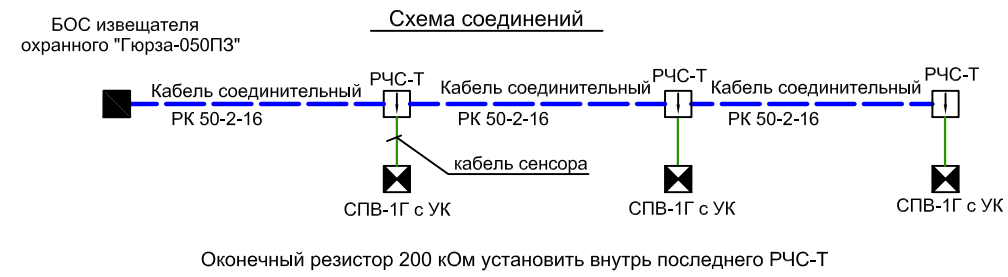 Схема соединений
БОС извещателя
охранного "Гюрза-050ПЗ"
РЧС-Т
РЧС-Т
РЧС-Т
Кабель соединительный
Кабель соединительный
Кабель соединительный
РК 50-2-16
РК 50-2-16
РК 50-2-16
кабель сенсора
СПВ-1Г с УК
СПВ-1Г с УК
СПВ-1Г с УК
Оконечный резистор 200 кОм установить внутрь последнего РЧС-Т